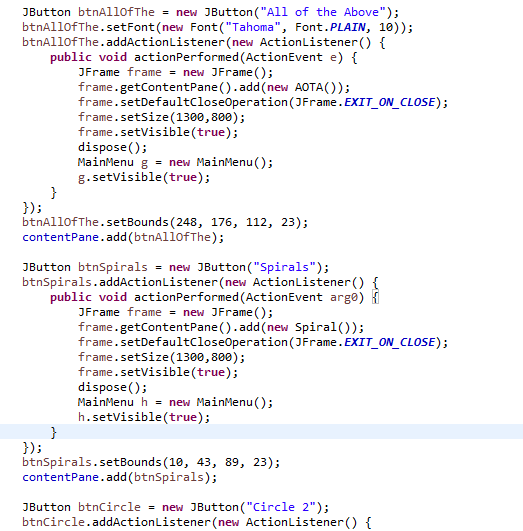 JButton btnAllOfThe = new JButton("All of the Above");
btnAllOfThe.setFont(new Font("Tahoma", Font.PLAIN, 10));
btnAllOfThe.addActionListener(new ActionListener() {
    public void actionPerformed(ActionEvent e) {
        JFrame frame = new JFrame();
        frame.getContentPane().add(new AOTA());
        frame.setDefaultCloseOperation(JFrame.EXIT_ON_CLOSE);
        frame.setSize(1300,800);
        frame.setVisible(true);
        dispose();
        MainMenu g = new MainMenu();
        g.setVisible(true);
    }
});
btnAllOfThe.setBounds(248, 176, 112, 23);
contentPane.add(btnAllOfThe);

JButton btnSpirals = new JButton("Spirals");
btnSpirals.addActionListener(new ActionListener() {
    public void actionPerformed(ActionEvent arg0) {
        JFrame frame = new JFrame();
        frame.getContentPane().add(new Spiral());
        frame.setDefaultCloseOperation(JFrame.EXIT_ON_CLOSE);
        frame.setSize(1300,800);
        frame.setVisible(true);
        dispose();
        MainMenu h = new MainMenu();
        h.setVisible(true);
    }
});
btnSpirals.setBounds(10, 43, 89, 23);
contentPane.add(btnSpirals);

JButton btnCircle = new JButton("Circle 2");
btnCircle.addActionListener(new ActionListener() {